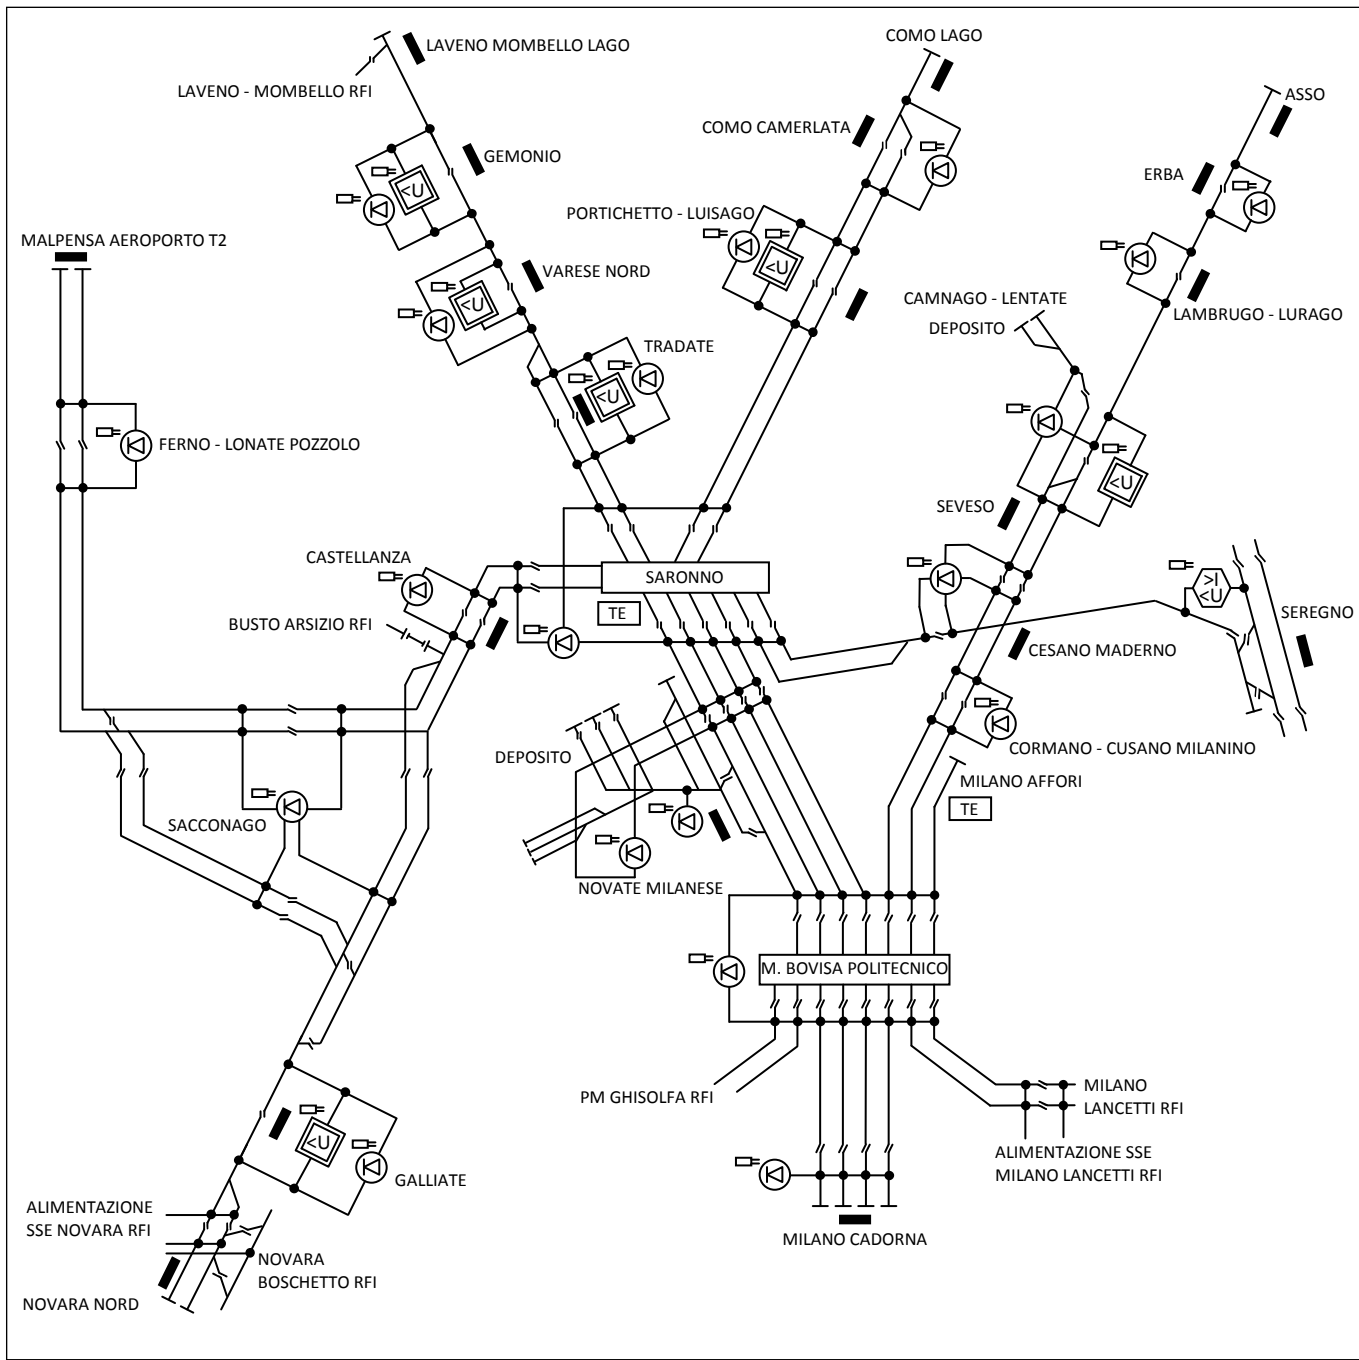 COMO LAGO
LAVENO MOMBELLO LAGO
LAVENO - MOMBELLO RFI
ASSO
COMO CAMERLATA
GEMONIO
ERBA
<U
PORTICHETTO - LUISAGO
MALPENSA AEROPORTO T2
<U
VARESE NORD
<U
CAMNAGO - LENTATE
DEPOSITO
LAMBRUGO - LURAGO
TRADATE
<U
FERNO - LONATE POZZOLO
<U
SEVESO
CASTELLANZA
SARONNO
>I
<U
TE
SEREGNO
BUSTO ARSIZIO RFI
CESANO MADERNO
CORMANO - CUSANO MILANINO
DEPOSITO
MILANO AFFORI
TE
SACCONAGO
NOVATE MILANESE
M. BOVISA POLITECNICO
PM GHISOLFA RFI
MILANO
LANCETTI RFI
<U
ALIMENTAZIONE SSE
MILANO LANCETTI RFI
GALLIATE
ALIMENTAZIONE
SSE NOVARA RFI
MILANO CADORNA
NOVARA
BOSCHETTO RFI
NOVARA NORD